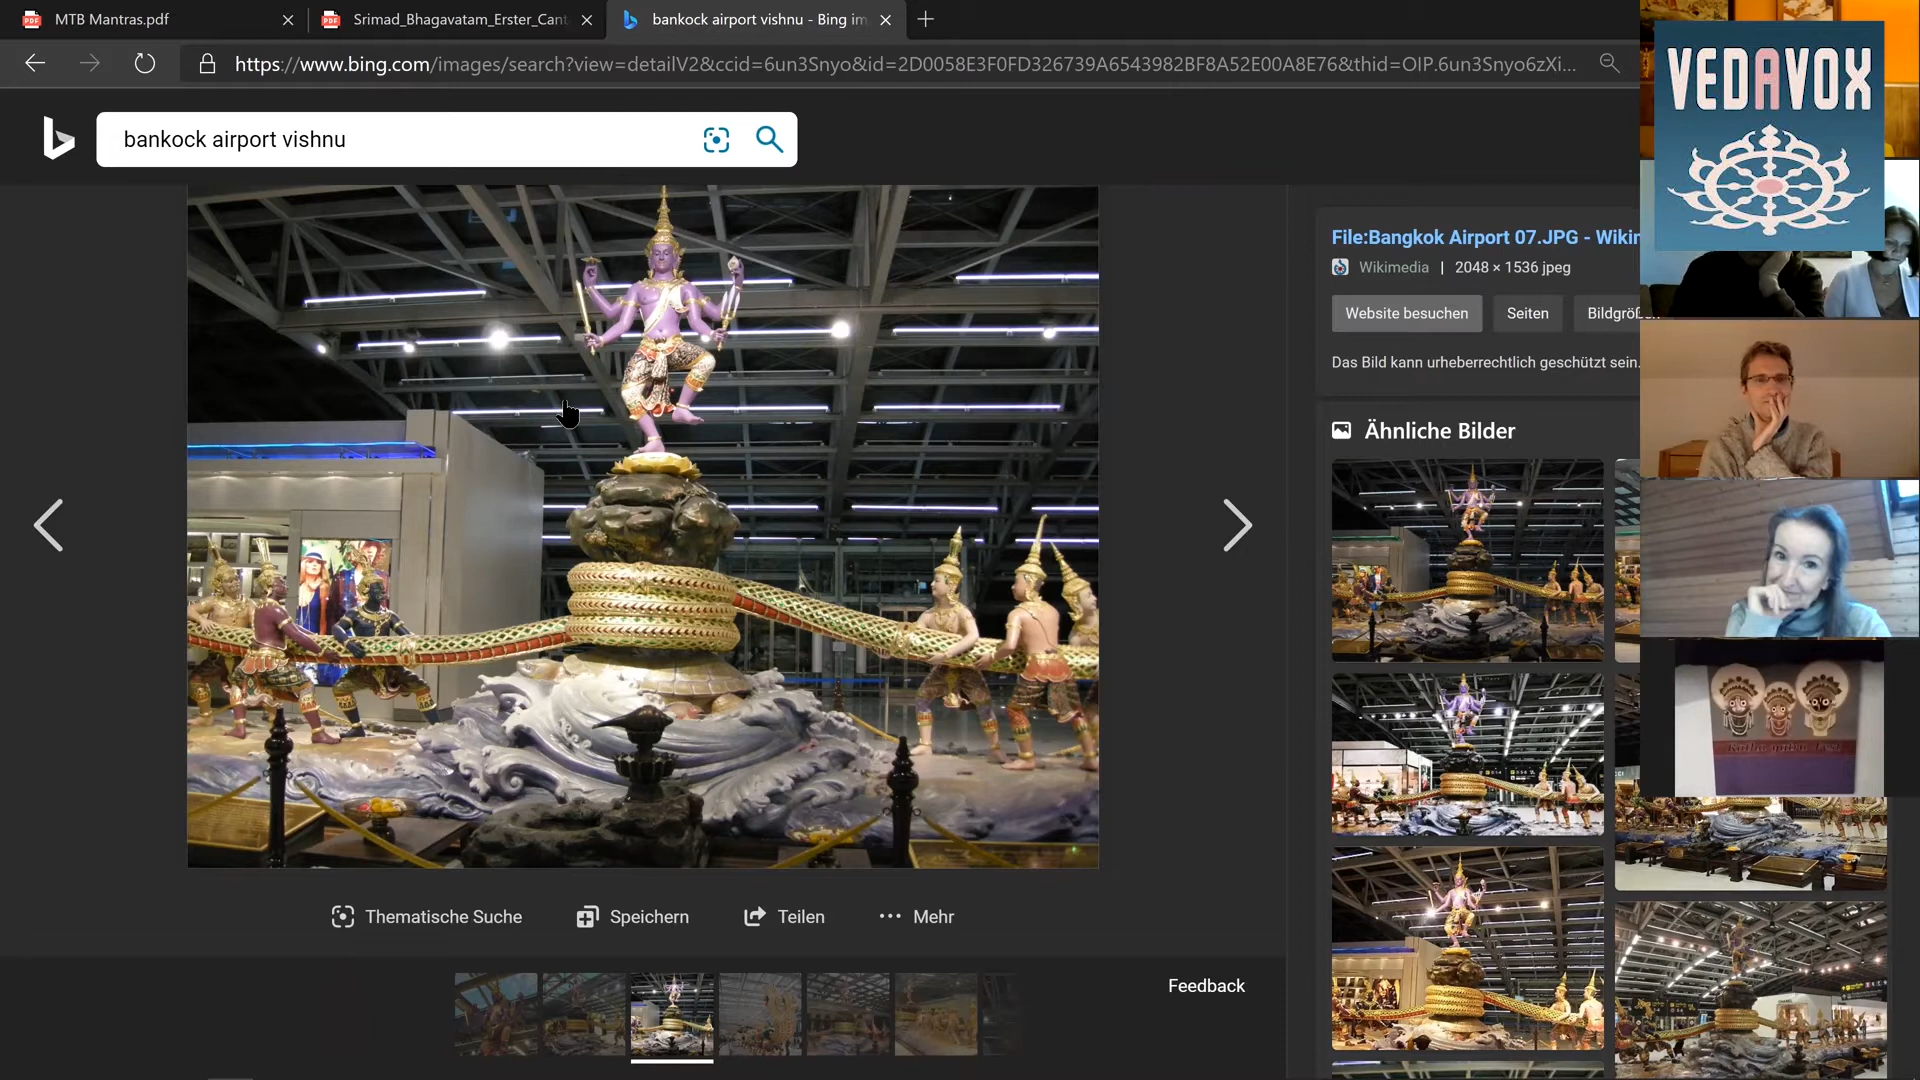 MTB Mantras.pdf
Srimad_Bhagavatam_Erster_Cant
bankock airport vishnu - Bing im
https://www.bing.com/images/search?view=detailV2&ccid=6un3Snyo&id=2D0058E3F0FD326739A6543982BF8A52E00A8E76&thid=OIP.6un3Snyo6zXi...
bankock airport vishnu
VEDAVOX
File:Bangkok Airport 07.JPG - Wikim
Wikimedia | 2048 × 1536 jpeg
Website besuchen
Seiten
Bildgrößen
Das Bild kann urheberrechtlich geschützt sein.
Ähnliche Bilder
Thematische Suche
Speichern
Teilen
Mehr
Feedback